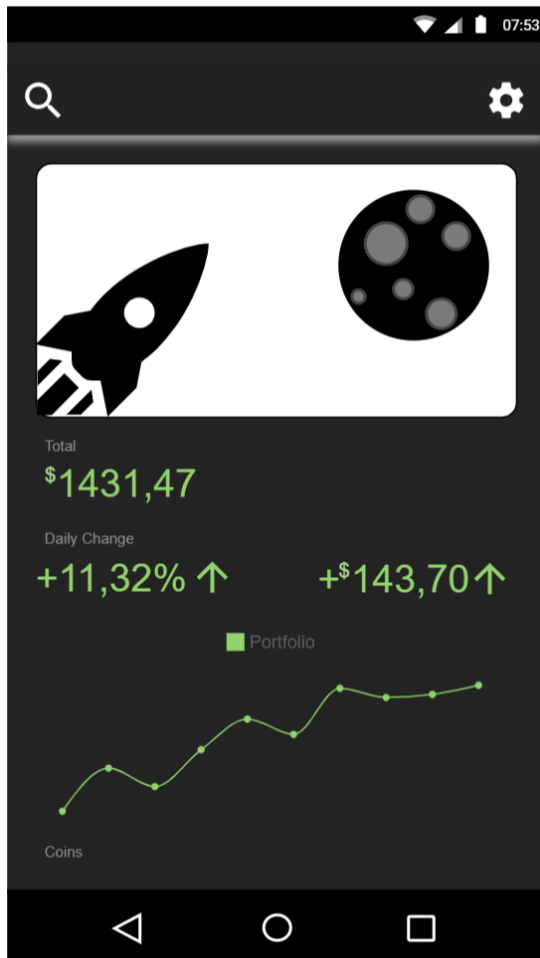 07:53
Total
$1431,47
Daily Change
+11,32% +$143,70
Portfolio
Coins